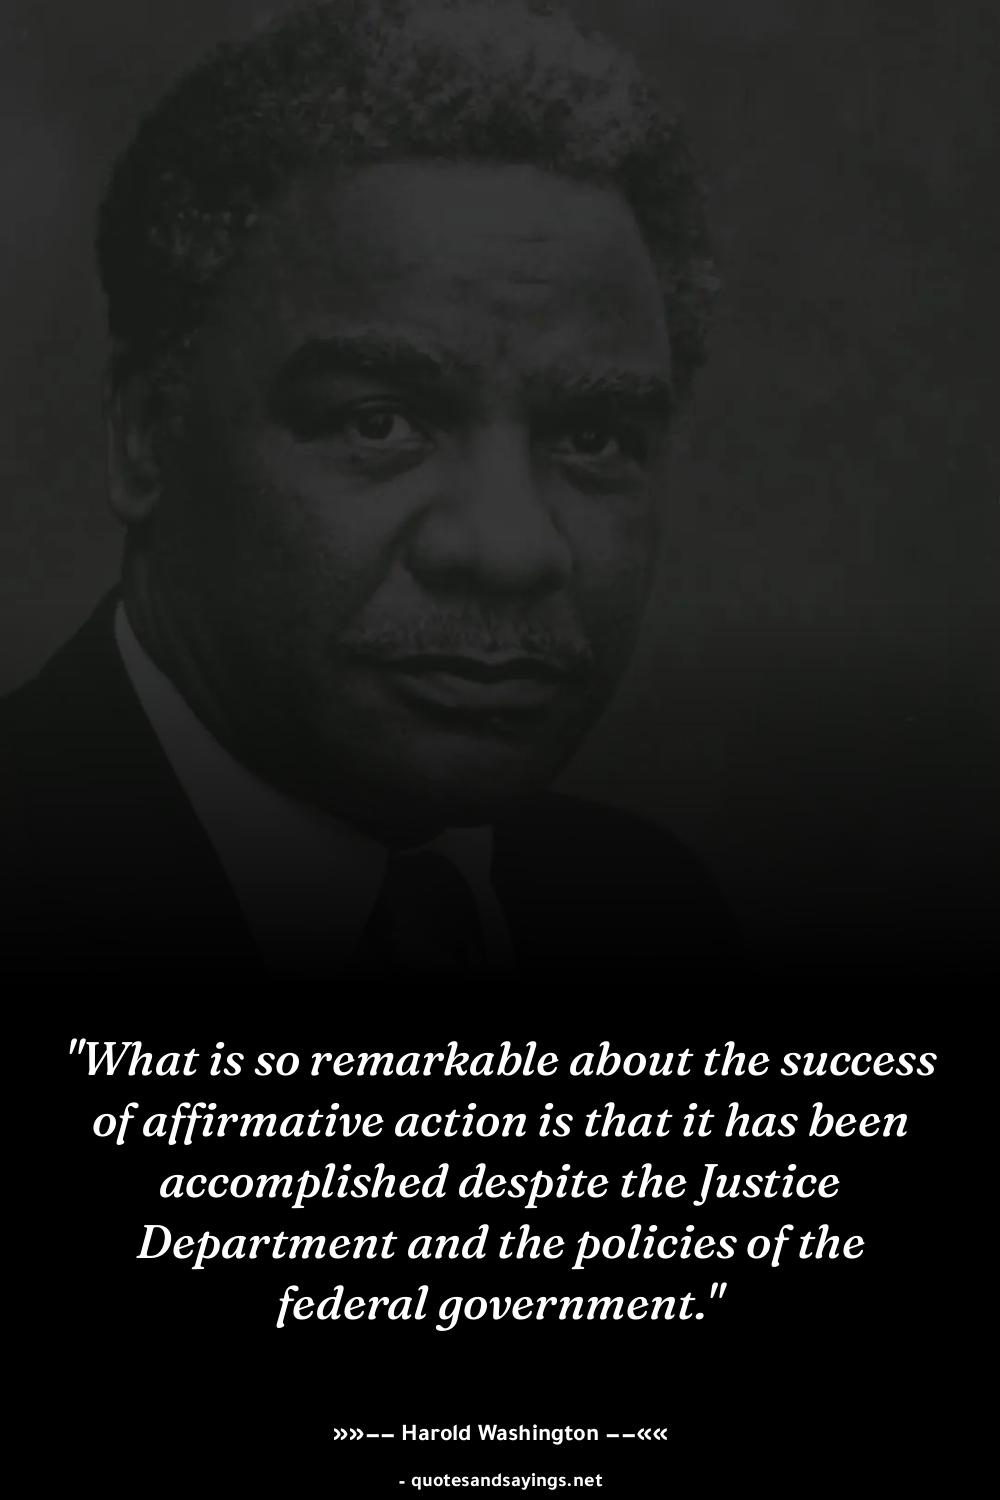 "What is so remarkable about the success
of affirmative action is that it has been
accomplished despite the Justice
Department and the policies of the
federal government."
»»–– Harold Washington ––««
- quotesandsayings.net